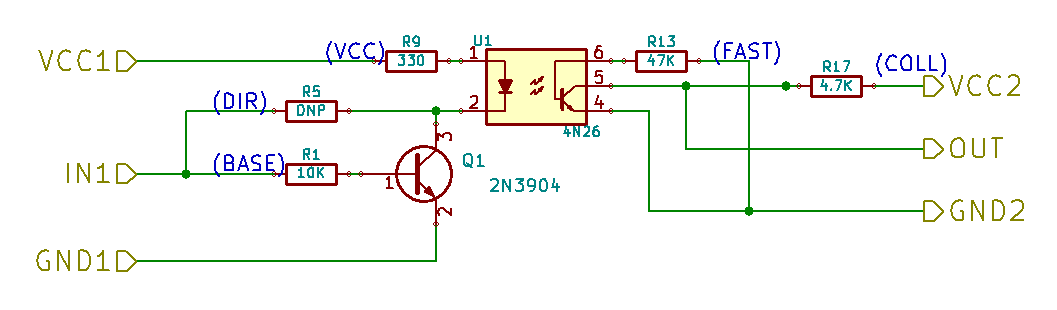 VCC1
(VCC)
R9
330
1
U1
6
R13
47K
(FAST)
5
R17
4.7K
(COLL)
VCC2
(DIR)
R5
DNP
2
4
4N26
3
OUT
IN1
(BASE)
R1
10K
1
Q1
2N3904
2
GND2
GND1